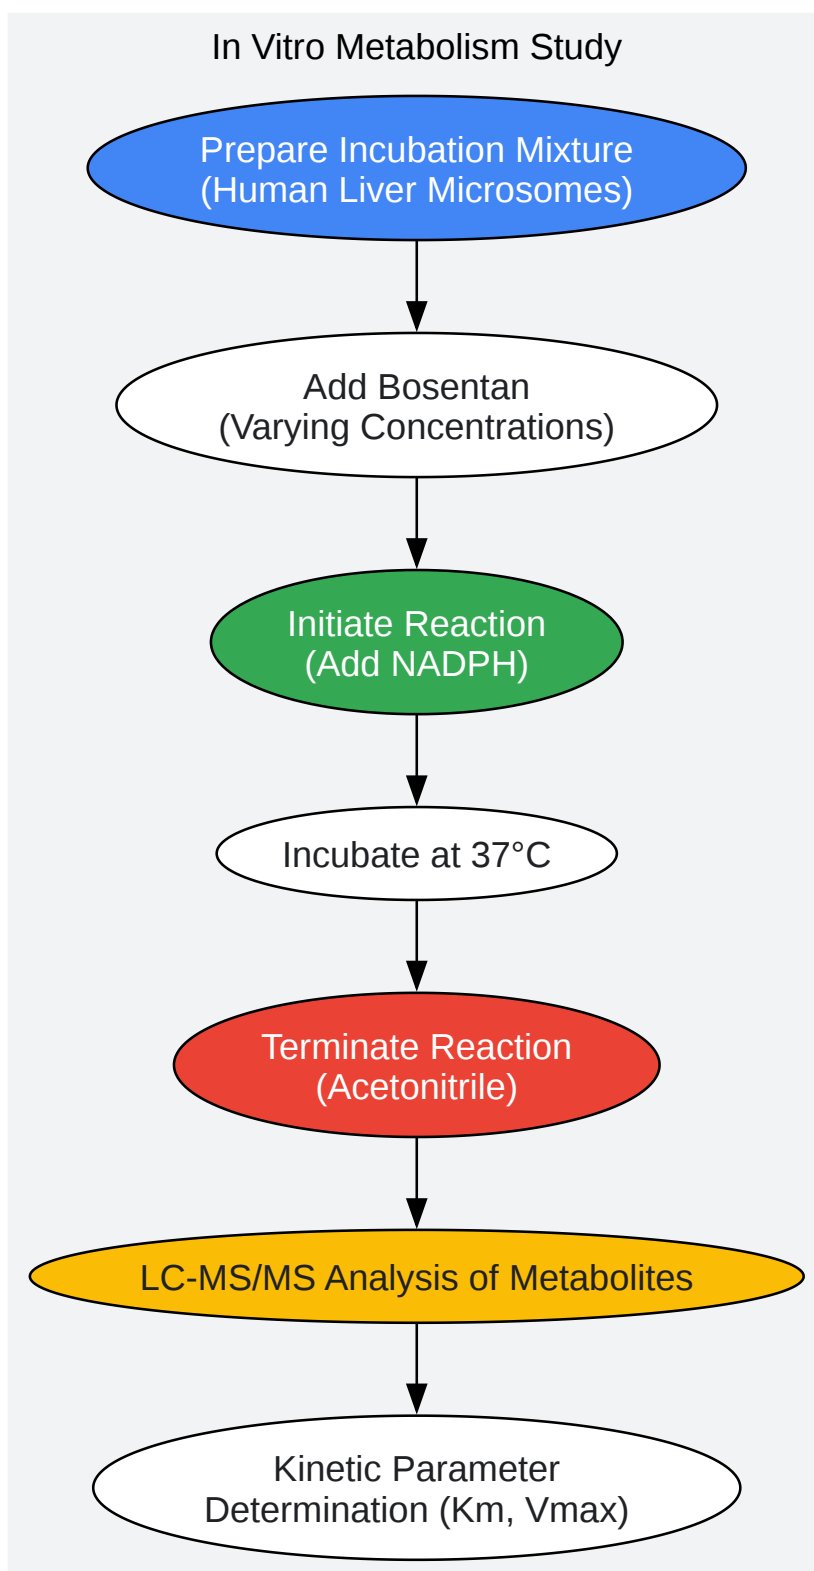 In Vitro Metabolism Study
Prepare Incubation Mixture
(Human Liver Microsomes)
Add Bosentan
(Varying Concentrations)
Initiate Reaction
(Add NADPH)
Incubate at 37°C
Terminate Reaction
(Acetonitrile)
LC-MS/MS Analysis of Metabolites
Kinetic Parameter
Determination (Km, Vmax)